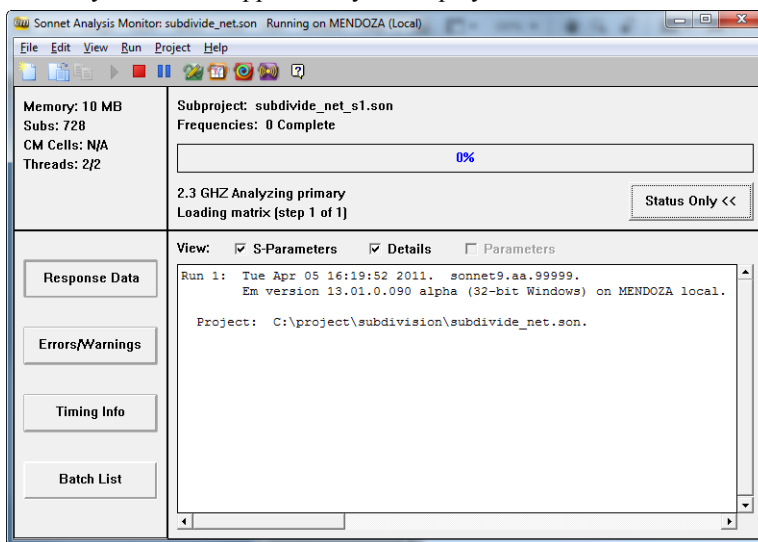 Sonnet Analysis Monitor: subdivide_net.son Running on MENDOZA (Local)
File Edit View Run Project Help
Memory: 10 MB
Subs: 728
CM Cells: N/A
Threads: 2/2
Subproject: subdivide_net_s1.son
Frequencies: 0 Complete
0%
2.3 GHZ Analyzing primary
Loading matrix (step 1 of 1)
Status Only <<
Response Data
Errors/Warnings
Timing Info
Batch List
View: S-Parameters Details Parameters
Run 1: Tue Apr 05 16:19:52 2011. sonnet9.aa.99999.
Em version 13.01.0.090 alpha (32-bit Windows) on MENDOZA local.
Project: C:\project\subdivision\subdivide_net.son.